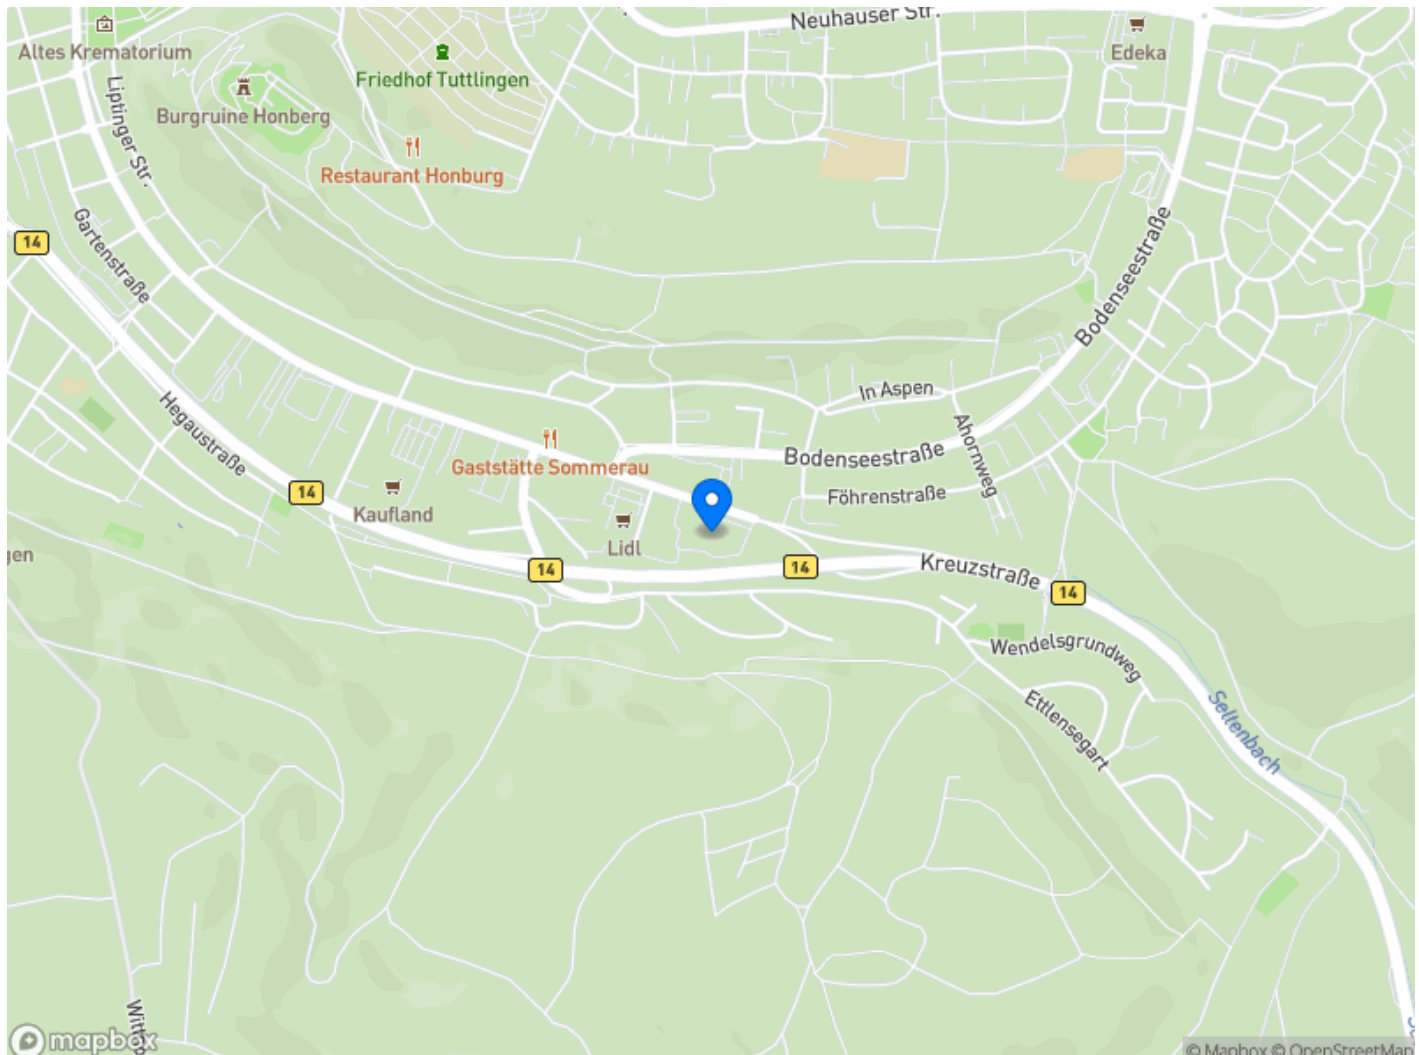 Neuhauser Str.
Altes Krematorium
Edeka
Friedhof Tuttlingen
Liptinger Str.
Burgruine Honberg
Restaurant Honburg
Gartenstraße
14
Bodenseestraße
In Aspen
Hegaustraße
Ahornweg
Bodenseestraße
Gaststätte Sommerau
14
Föhrenstraße
Kaufland
Lidl
gen
14
14
Kreuzstraße
14
Wendelsgrundweg
Ettlensegart
Seltenbach
mapbox
© Mapbox © OpenStreetMap